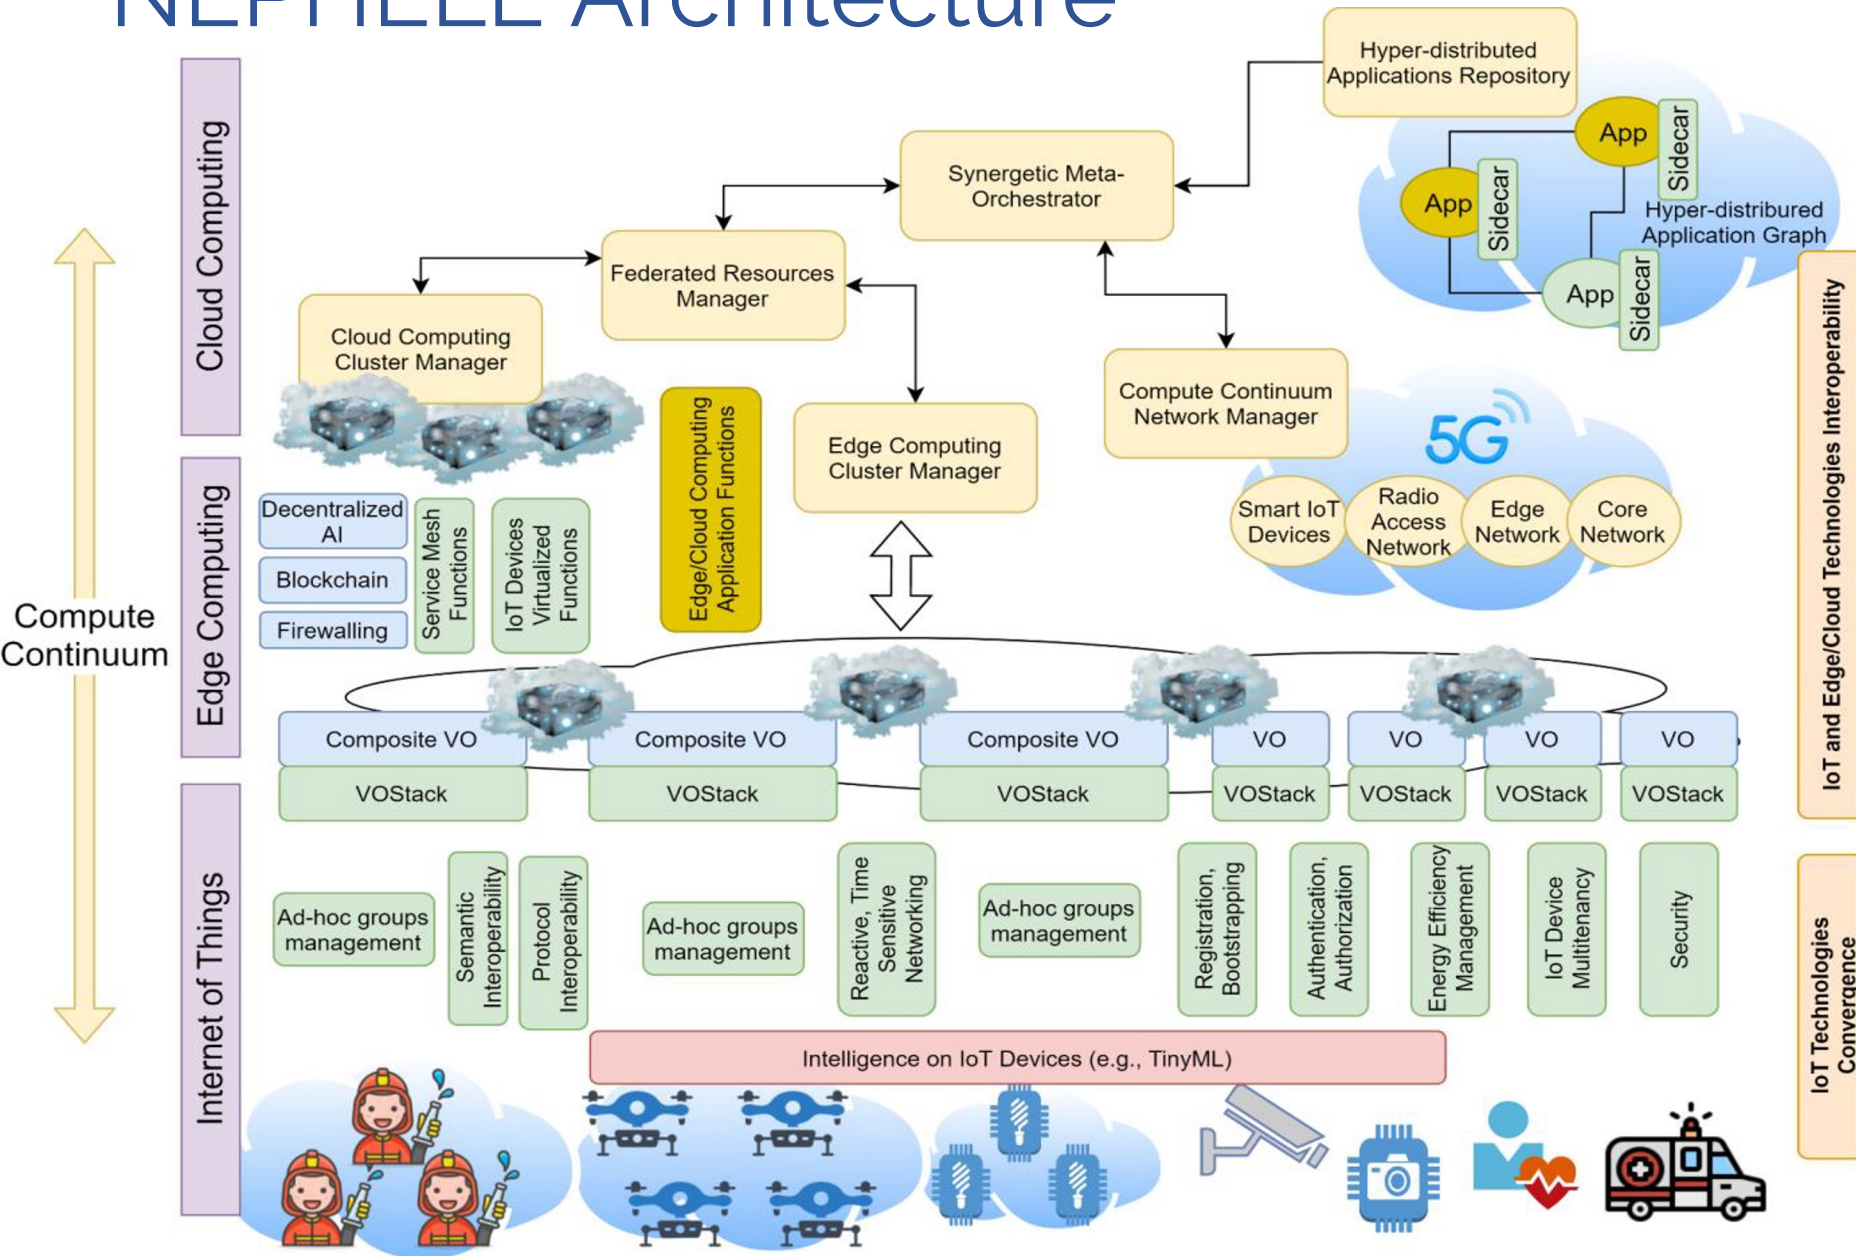 NEPHELE Architecture
Hyper-distributed
Applications Repository
App
Sidecar
App
Sidecar
Hyper-distribured
Application Graph
App
Sidecar
Synergetic Meta-
Orchestrator
Federated Resources
Manager
Cloud Computing
Cluster Manager
Edge Computing
Cluster Manager
Compute Continuum
Network Manager
5G
Smart IoT
Devices
Radio
Access
Network
Edge
Network
Core
Network
Cloud Computing
Edge Computing
Internet of Things
Compute
Continuum
Decentralized
AI
Blockchain
Firewalling
Service Mesh
Functions
IoT Devices
Virtualized
Functions
Edge/Cloud Computing
Application Functions
Composite VO
VOStack
Composite VO
VOStack
Composite VO
VOStack
VO
VOStack
VO
VOStack
VO
VOStack
VO
VOStack
Ad-hoc groups
management
Semantic
Interoperability
Protocol
Interoperability
Ad-hoc groups
management
Reactive, Time
Sensitive
Networking
Ad-hoc groups
management
Registration,
Bootstrapping
Authentication,
Authorization
Energy Efficiency
Management
IoT Device
Multitenancy
Security
Intelligence on IoT Devices (e.g., TinyML)
IoT and Edge/Cloud Technologies Interoperability
IoT Technologies
Convergence